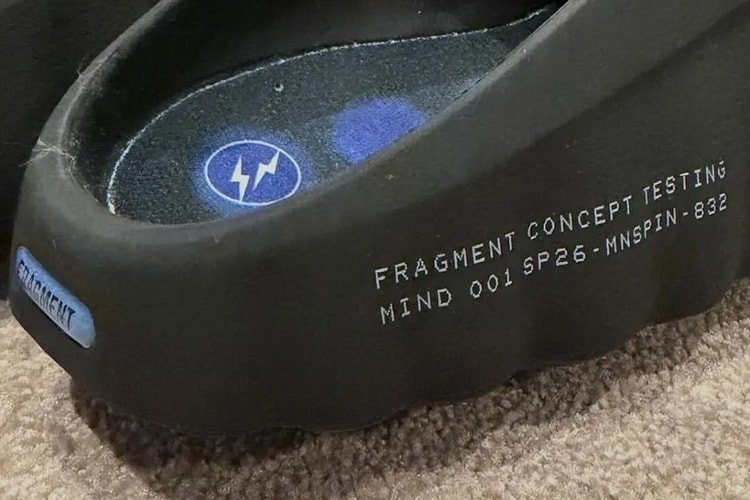 FRAGMENT CONCEPT TESTING
MIND 001 SP26-MNSPIN-832
FRAGMENT